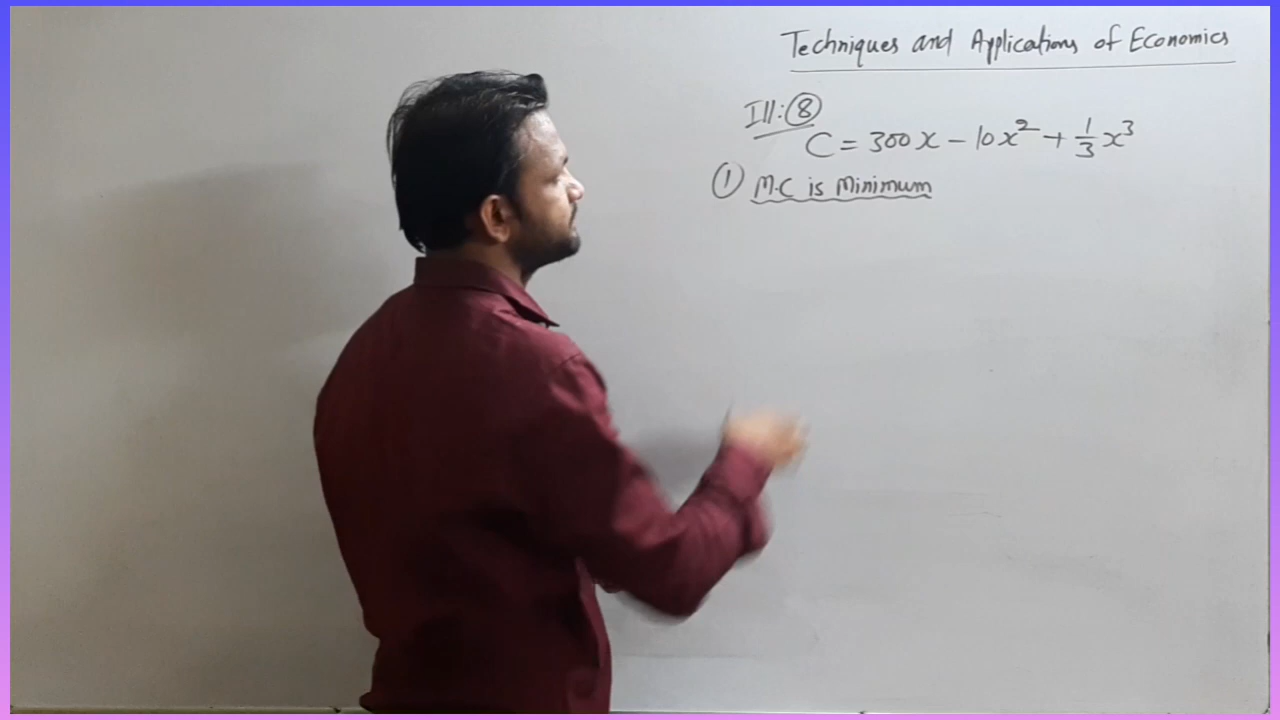 Techniques and Applications of Economics
Ill: 8
C = 300x - 10x² + 1/3 x³
① M.C is Minimum